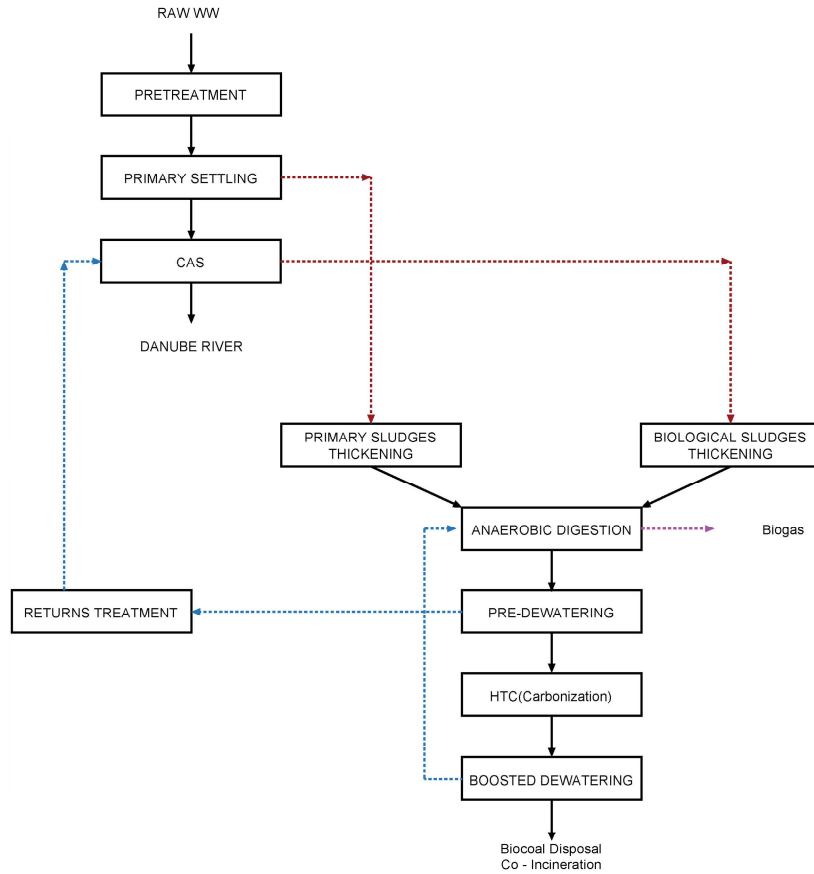 RAW WW
PRETREATMENT
PRIMARY SETTLING
CAS
DANUBE RIVER
PRIMARY SLUDGES
THICKENING
BIOLOGICAL SLUDGES
THICKENING
ANAEROBIC DIGESTION
Biogas
RETURNS TREATMENT
PRE-DEWATERING
HTC(Carbonization)
BOOSTED DEWATERING
Biocoal Disposal
Co - Incineration